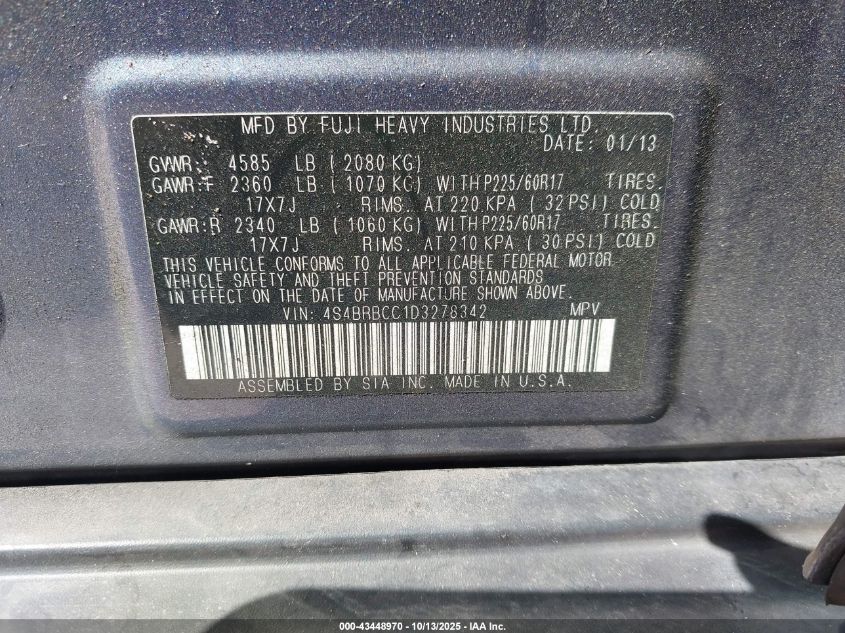 MFD BY FUJI HEAVY INDUSTRIES LTD.
DATE: 01/13
GVWR: 4585 LB ( 2080 KG)
GAWR:F 2360 LB ( 1070 KG) WITH P225/60R17 TIRES.
17X7J RIMS. AT 220 KPA ( 32 PSI) COLD
GAWR:R 2340 LB ( 1060 KG) WITH P225/60R17 TIRES.
17X7J RIMS. AT 210 KPA ( 30 PSI) COLD
THIS VEHICLE CONFORMS TO ALL APPLICABLE FEDERAL MOTOR
VEHICLE SAFETY AND THEFT PREVENTION STANDARDS
IN EFFECT ON THE DATE OF MANUFACTURE SHOWN ABOVE.
VIN: 4S4BRBCC1D3278342 MPV
ASSEMBLED BY SIA INC. MADE IN U.S.A.
000-43448970 - 10/13/2025 - IAA Inc.